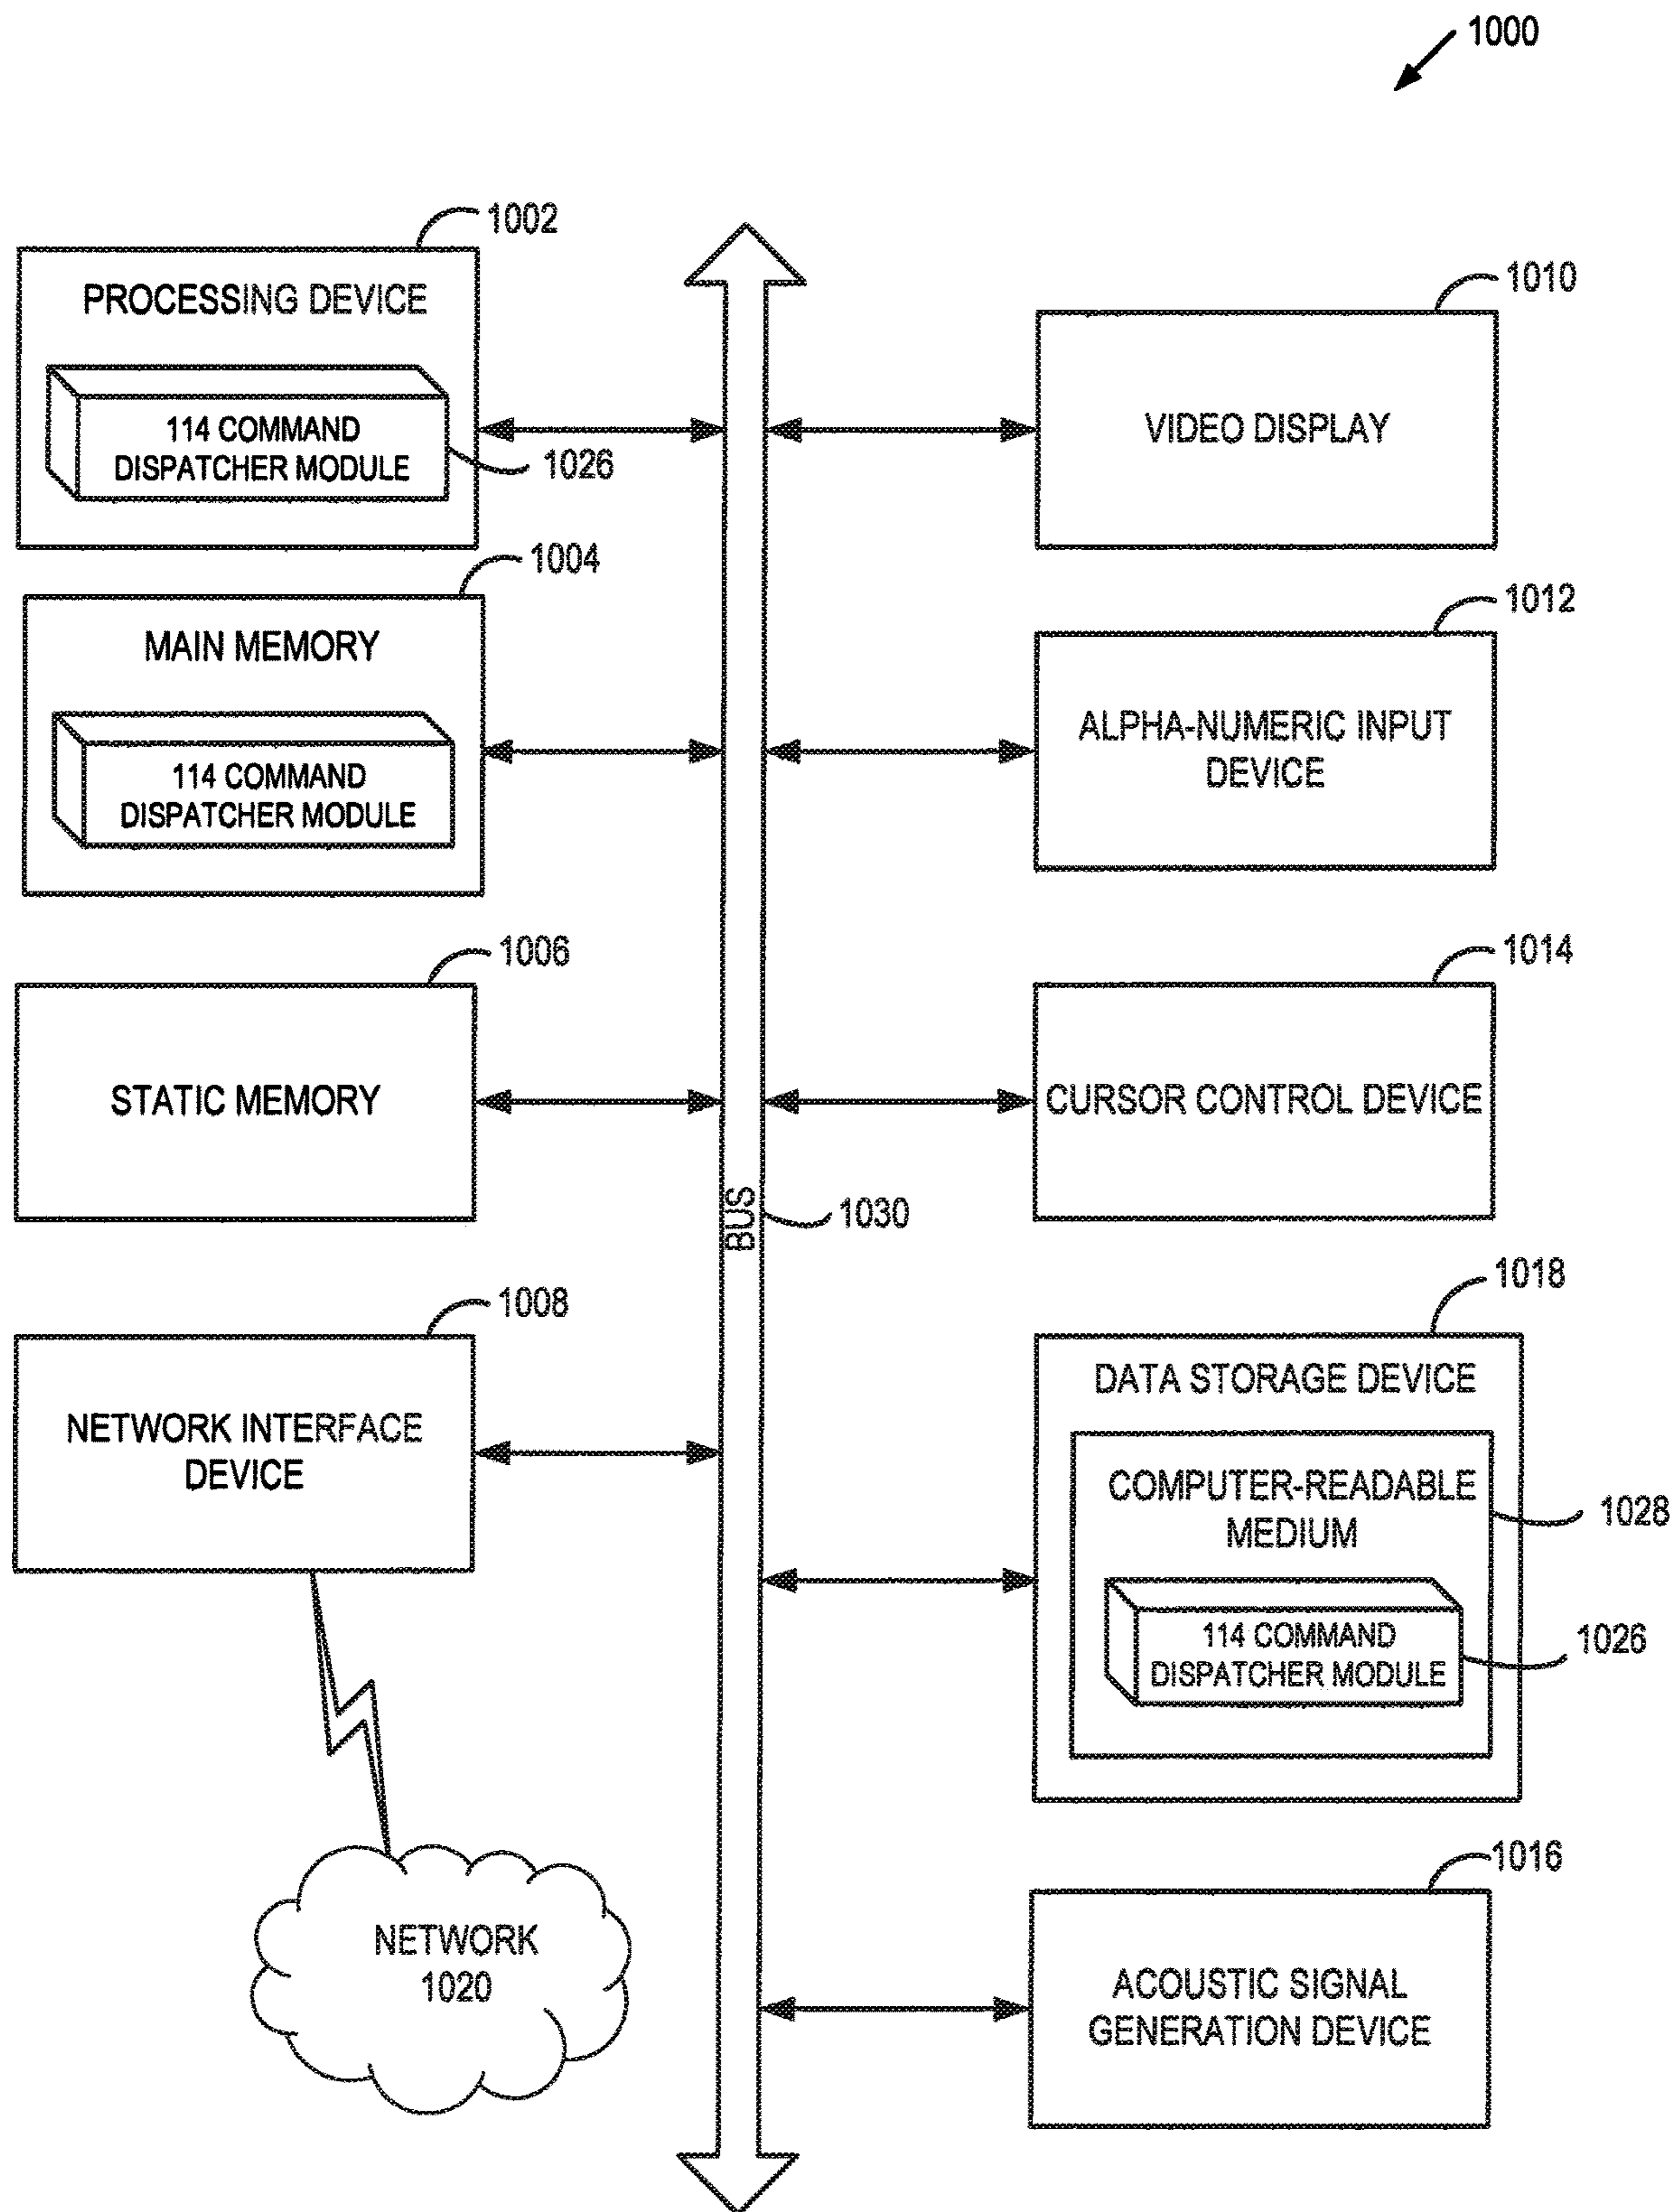 1000
1002
PROCESSING DEVICE
114 COMMAND
DISPATCHER MODULE
1026
1004
MAIN MEMORY
114 COMMAND
DISPATCHER MODULE
1006
STATIC MEMORY
1008
NETWORK INTERFACE
DEVICE
NETWORK
1020
BUS
1030
1010
VIDEO DISPLAY
1012
ALPHA-NUMERIC INPUT
DEVICE
1014
CURSOR CONTROL DEVICE
1018
DATA STORAGE DEVICE
COMPUTER-READABLE
MEDIUM
1028
114 COMMAND
DISPATCHER MODULE
1026
1016
ACOUSTIC SIGNAL
GENERATION DEVICE